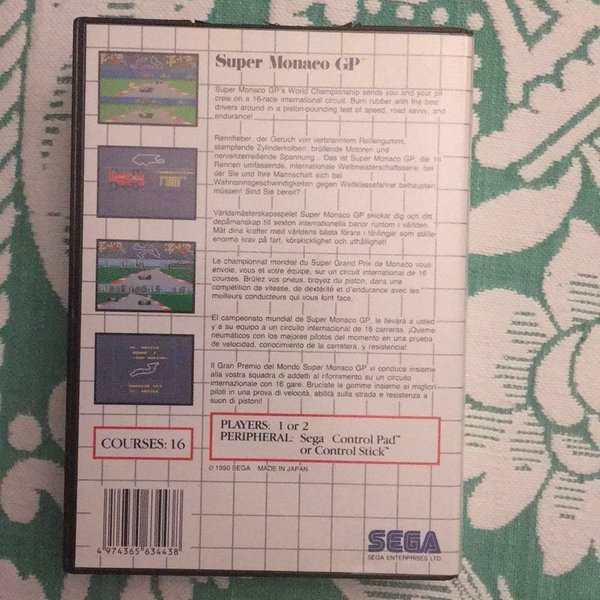 Super Monaco GP™
Super Monaco GP's World Championship sends you and your pit
crew on a 16-race international circuit. Burn rubber with the best
drivers around in a piston-pounding test of speed, road savvy, and
endurance!
Rennfieber, der Geruch von verbranntem Reifengummi,
stampfende Zylinderkolben, brüllende Motoren und
nervenzerreißende Spannung... Das ist Super Monaco GP, die 16
Rennen umfassende, internationale Weltmeisterschaftsserie, bei
der Sie und Ihre Mannschaft sich bei
Wahnsinnsgeschwindigkeiten gegen Weltklassefahrer behaupten
müssen! Sind Sie bereit?
Världsmästerskapsspelet Super Monaco GP skickar dig och ditt
depåmanskap till sexton internationella banor runtom i världen.
Mät dina krafter med världens bästa förare i tävlingar som ställer
enorme krav på fart, körskicklighet och uthållighet!
Le championnat mondial du Super Grand Prix de Monaco vous
envoie, vous et votre équipe, sur un circuit international de 16
courses. Brûlez vos pneus, broyez du piston, dans une
compétition de vitesse, de dextérité et d'endurance avec les
meilleurs conducteurs qui vous font face.
El campeonato mundial de Super Monaco GP, le llevará a usted
y a su equipo a un circuito internacional de 16 carreras. ¡Queme
neumáticos con los mejores pilotos del momento en una prueba
de velocidad, conocimiento de la carretera, y resistencia!
Il Gran Premio del Mondo Super Monaco GP vi conduce insieme
alla vostra squadra di addetti al rifornimento su un circuito
internazionale con 16 gare. Bruciate le gomme insieme ai migliori
piloti in una prova di velocità, abilità sulla strada e resistenza a
suon di pistoni!
COURSES: 16
PLAYERS: 1 or 2
PERIPHERAL: Sega Control Pad™
or Control Stick™
© 1990 SEGA MADE IN JAPAN
4 974365 634438
SEGA
SEGA ENTERPRISES LTD